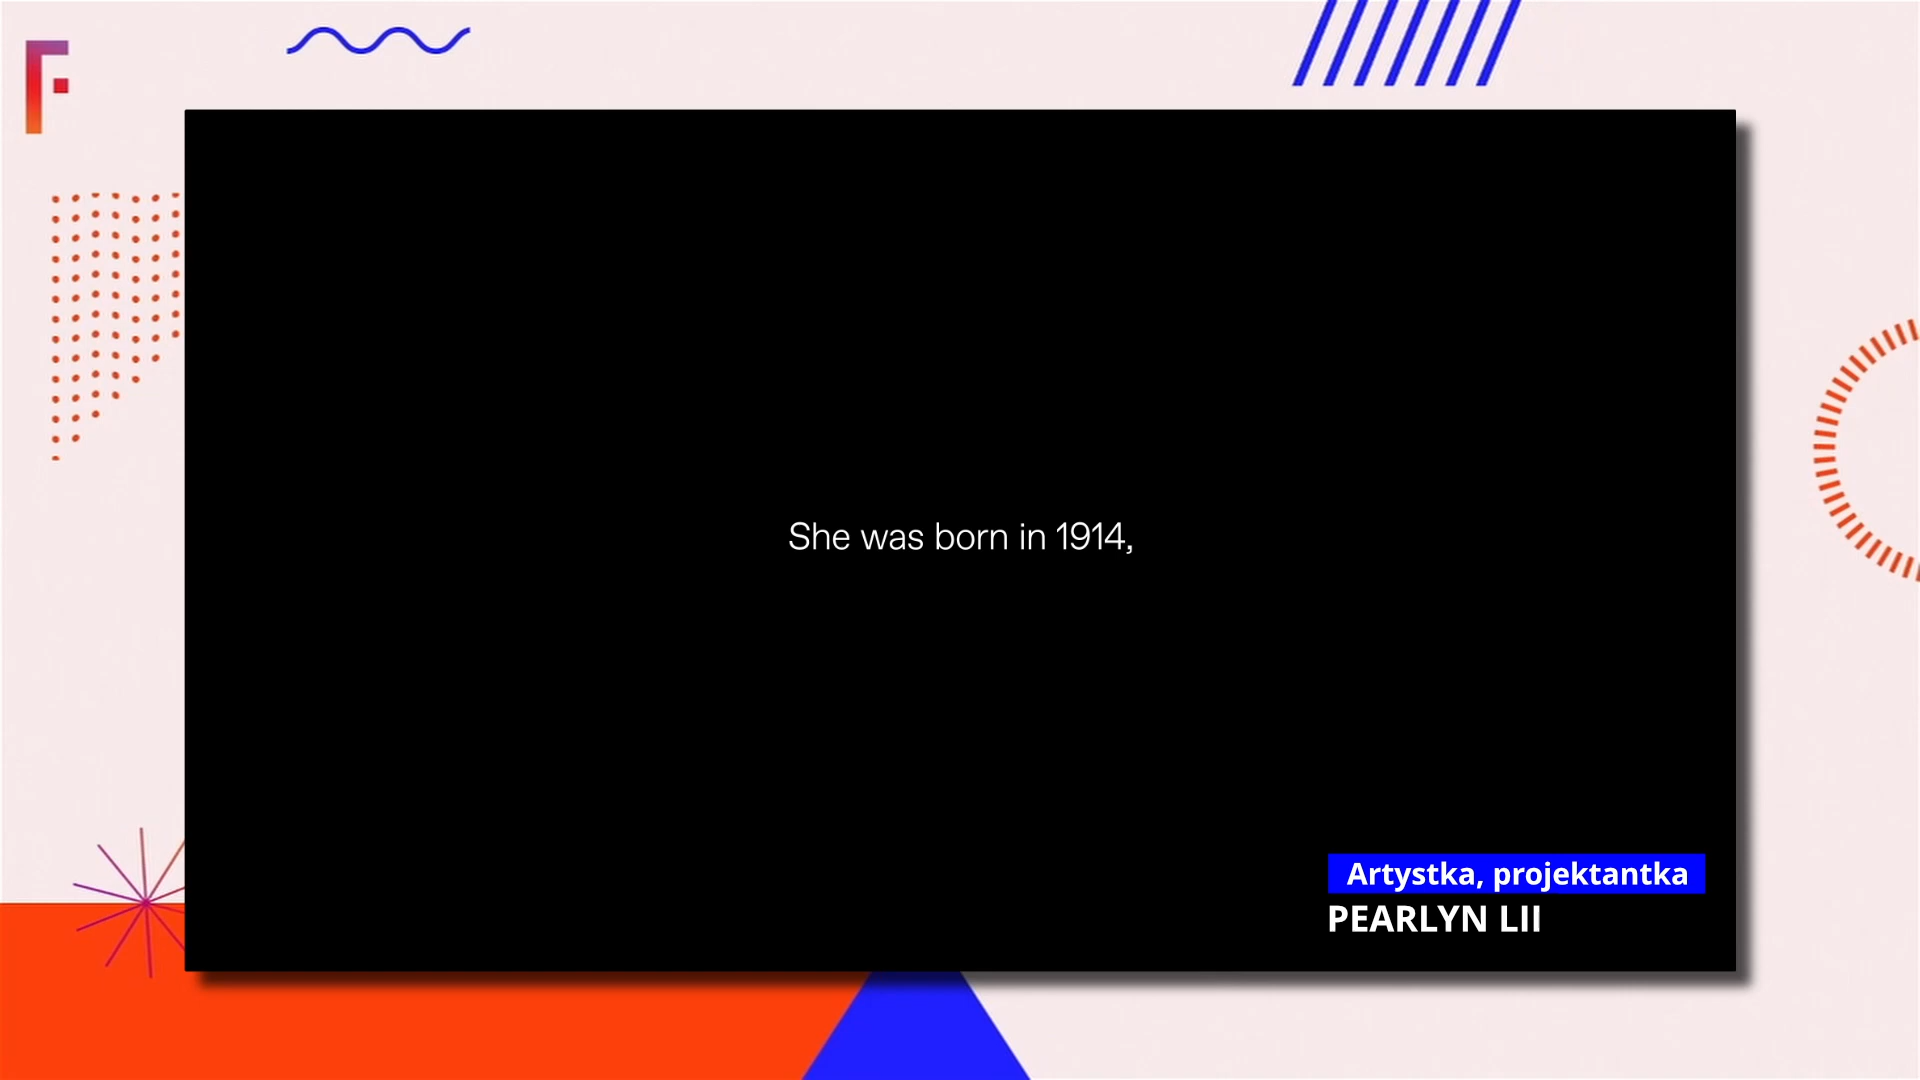 She was born in 1914,
Artystka, projektantka
PEARLYN LII